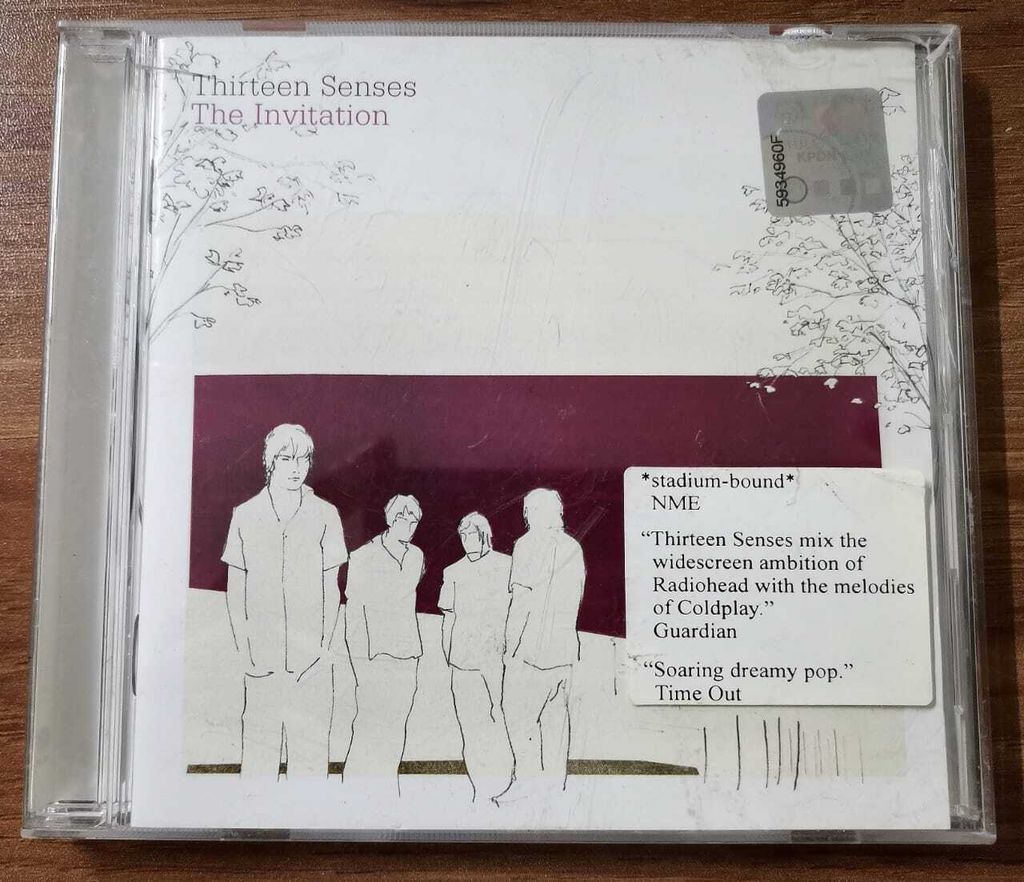 Thirteen Senses
The Invitation
5934960F
KPDN
*stadium-bound*
NME
“Thirteen Senses mix the
widescreen ambition of
Radiohead with the melodies
of Coldplay.”
Guardian
“Soaring dreamy pop.”
Time Out